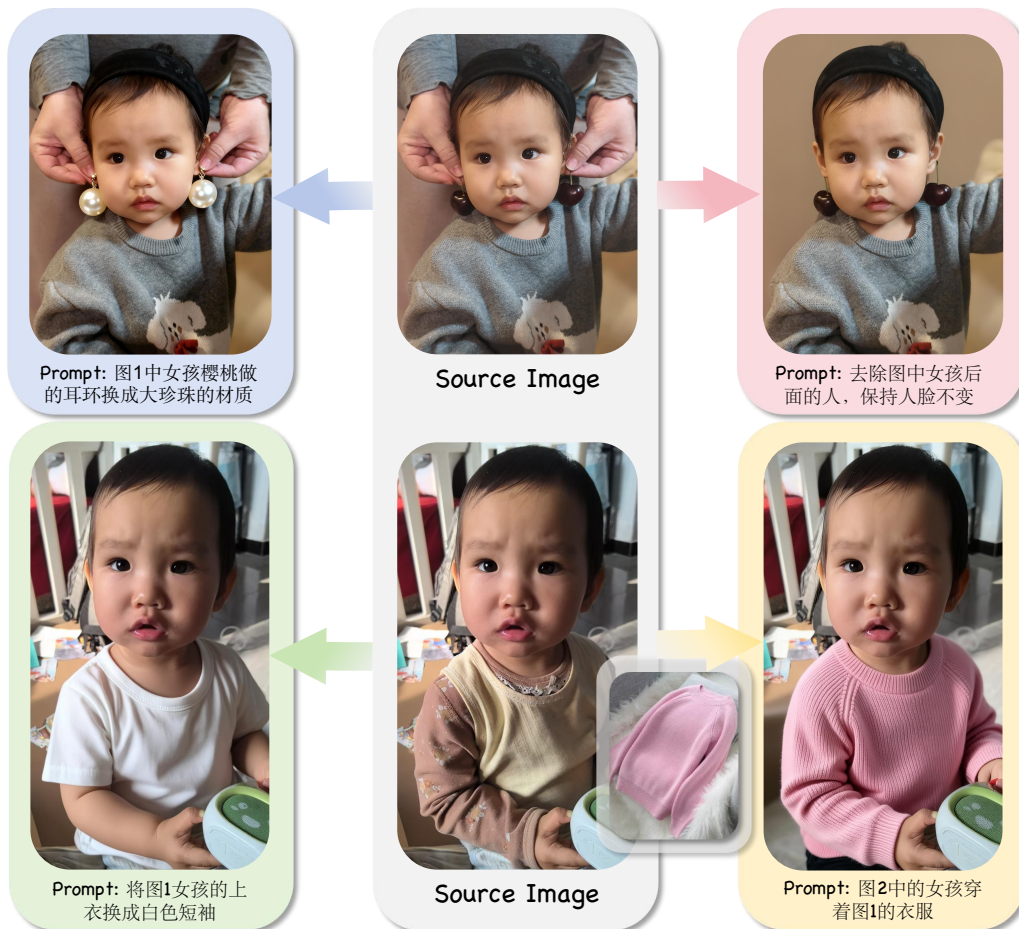 Prompt: 图1中女孩樱桃做
的耳环换成大珍珠的材质
Source Image
Prompt: 去除图中女孩后
面的人，保持人脸不变
Prompt: 将图1女孩的上
衣换成白色短袖
Source Image
Prompt: 图2中的女孩穿
着图1的衣服